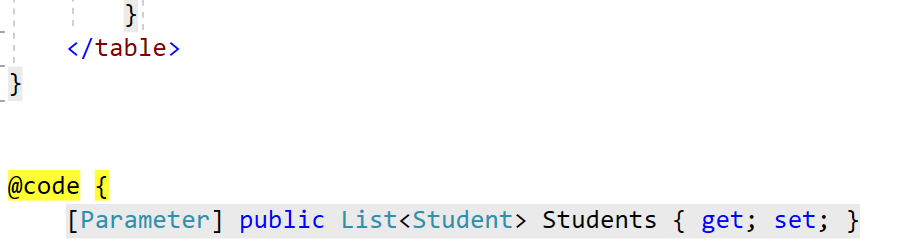 }
</table>
}
@code {
[Parameter] public List<Student> Students { get; set; }